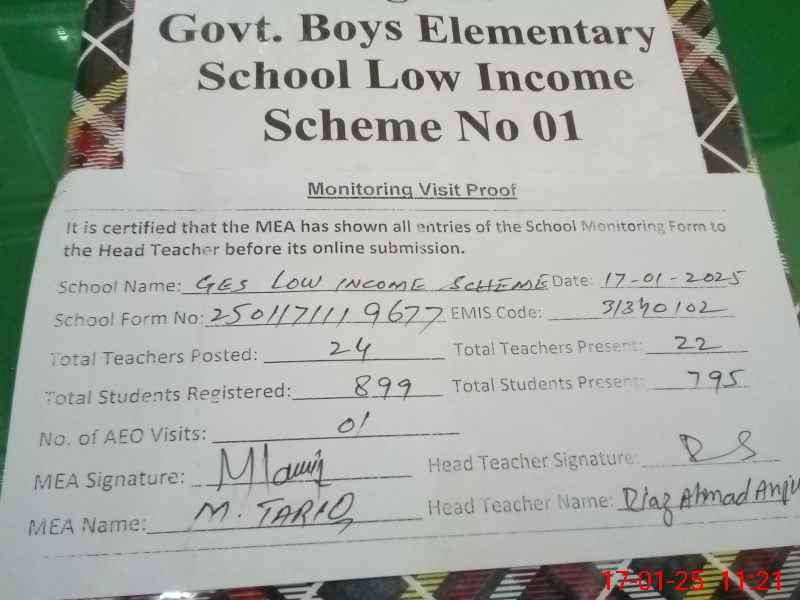 Govt. Boys Elementary
School Low Income
Scheme No 01
Monitoring Visit Proof
It is certified that the MEA has shown all entries of the School Monitoring Form to
the Head Teacher before its online submission.
School Name: GES LOW INCOME SCHEME Date: 17-01-2025
School Form No: 2501171119677 EMIS Code:
Total Teachers Posted: 24 Total Teachers Present: 22
Total Students Registered: 899 Total Students Present: 795
No. of AEO Visits: 01
MEA Signature: Head Teacher Signature:
MEA Name: M. TARIQ Head Teacher Name: Riaz Ahmad Anju
17-01-25 11:21